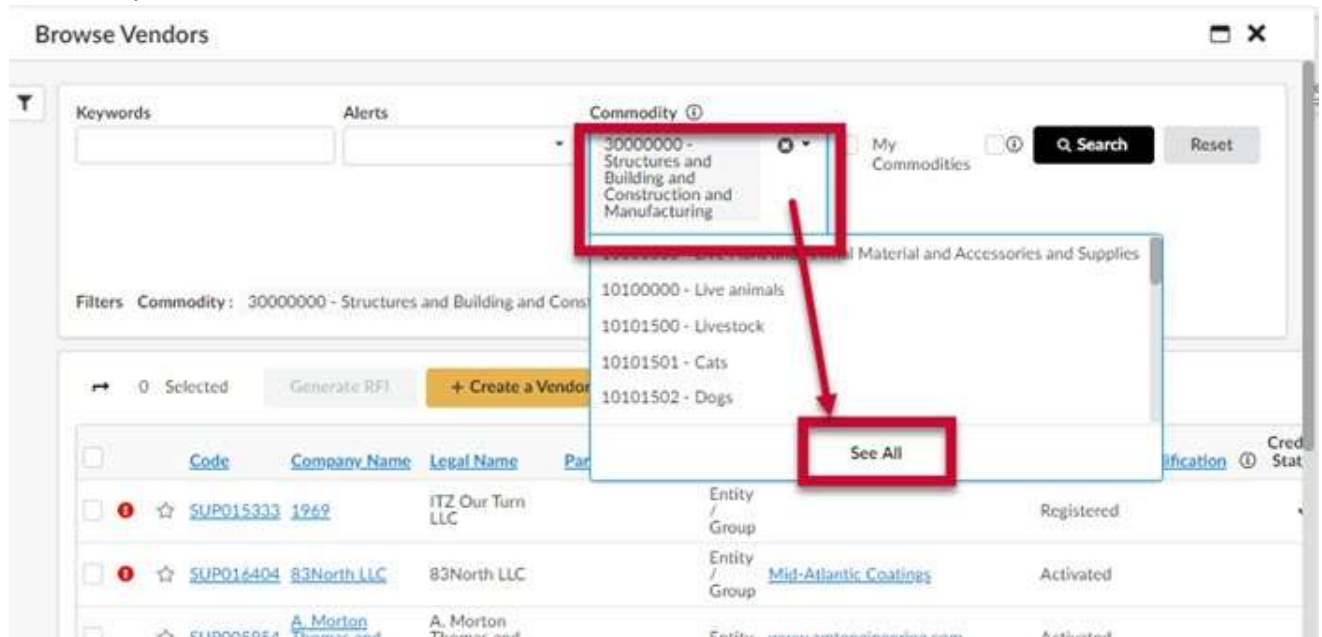 Browse Vendors
Keywords
Alerts
Commodity
30000000 -
Structures and
Building and
Construction and
Manufacturing
My
Commodities
Search
Reset
Material and Accessories and Supplies
10100000 - Live animals
10101500 - Livestock
10101501 - Cats
10101502 - Dogs
See All
Filters Commodity : 30000000 - Structures and Building and Cons
0 Selected
Generate RFI
+ Create a Vendor
Code
Company Name
Legal Name
Par
ification
Cred
Stat
SUP015333
1969
ITZ Our Turn
LLC
Entity
/
Group
Registered
SUP016404
83North LLC
83North LLC
Entity
/
Group
Mid-Atlantic Coatings
Activated
A. Morton
A. Morton